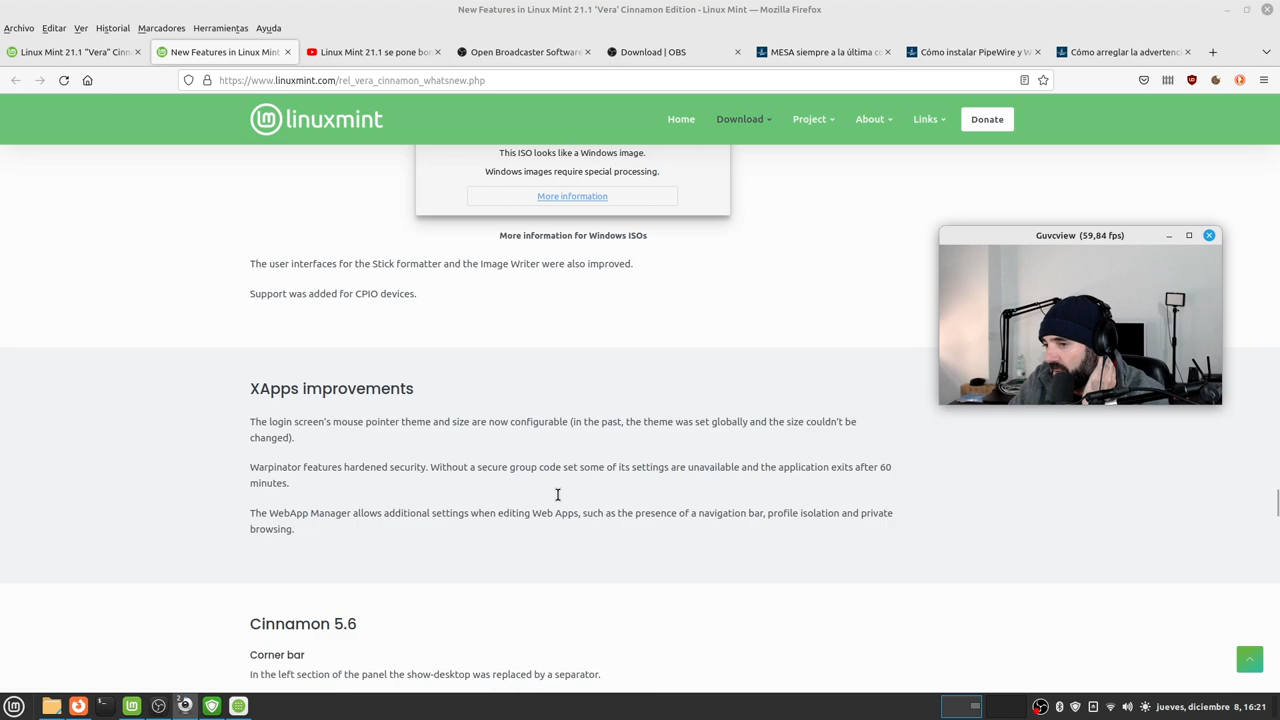 New Features in Linux Mint 21.1 'Vera' Cinnamon Edition - Linux Mint — Mozilla Firefox
Archivo Editar Ver Historial Marcadores Herramientas Ayuda
Linux Mint 21.1 "Vera" Cinn
New Features in Linux Mint
Linux Mint 21.1 se pone bon
Open Broadcaster Software
Download | OBS
MESA siempre a la última co
Cómo instalar PipeWire y W
Cómo arreglar la advertenci
https://www.linuxmint.com/rel_vera_cinnamon_whatsnew.php
linuxmint
Home Download Project About Links Donate
This ISO looks like a Windows image.
Windows images require special processing.
More information
More information for Windows ISOs
The user interfaces for the Stick formatter and the Image Writer were also improved.
Support was added for CPIO devices.
Guvcview (59,84 fps)
XApps improvements
The login screen's mouse pointer theme and size are now configurable (in the past, the theme was set globally and the size couldn't be
changed).
Warpinator features hardened security. Without a secure group code set some of its settings are unavailable and the application exits after 60
minutes.
The WebApp Manager allows additional settings when editing Web Apps, such as the presence of a navigation bar, profile isolation and private
browsing.
Cinnamon 5.6
Corner bar
In the left section of the panel the show-desktop was replaced by a separator.
jueves, diciembre 8, 16:21